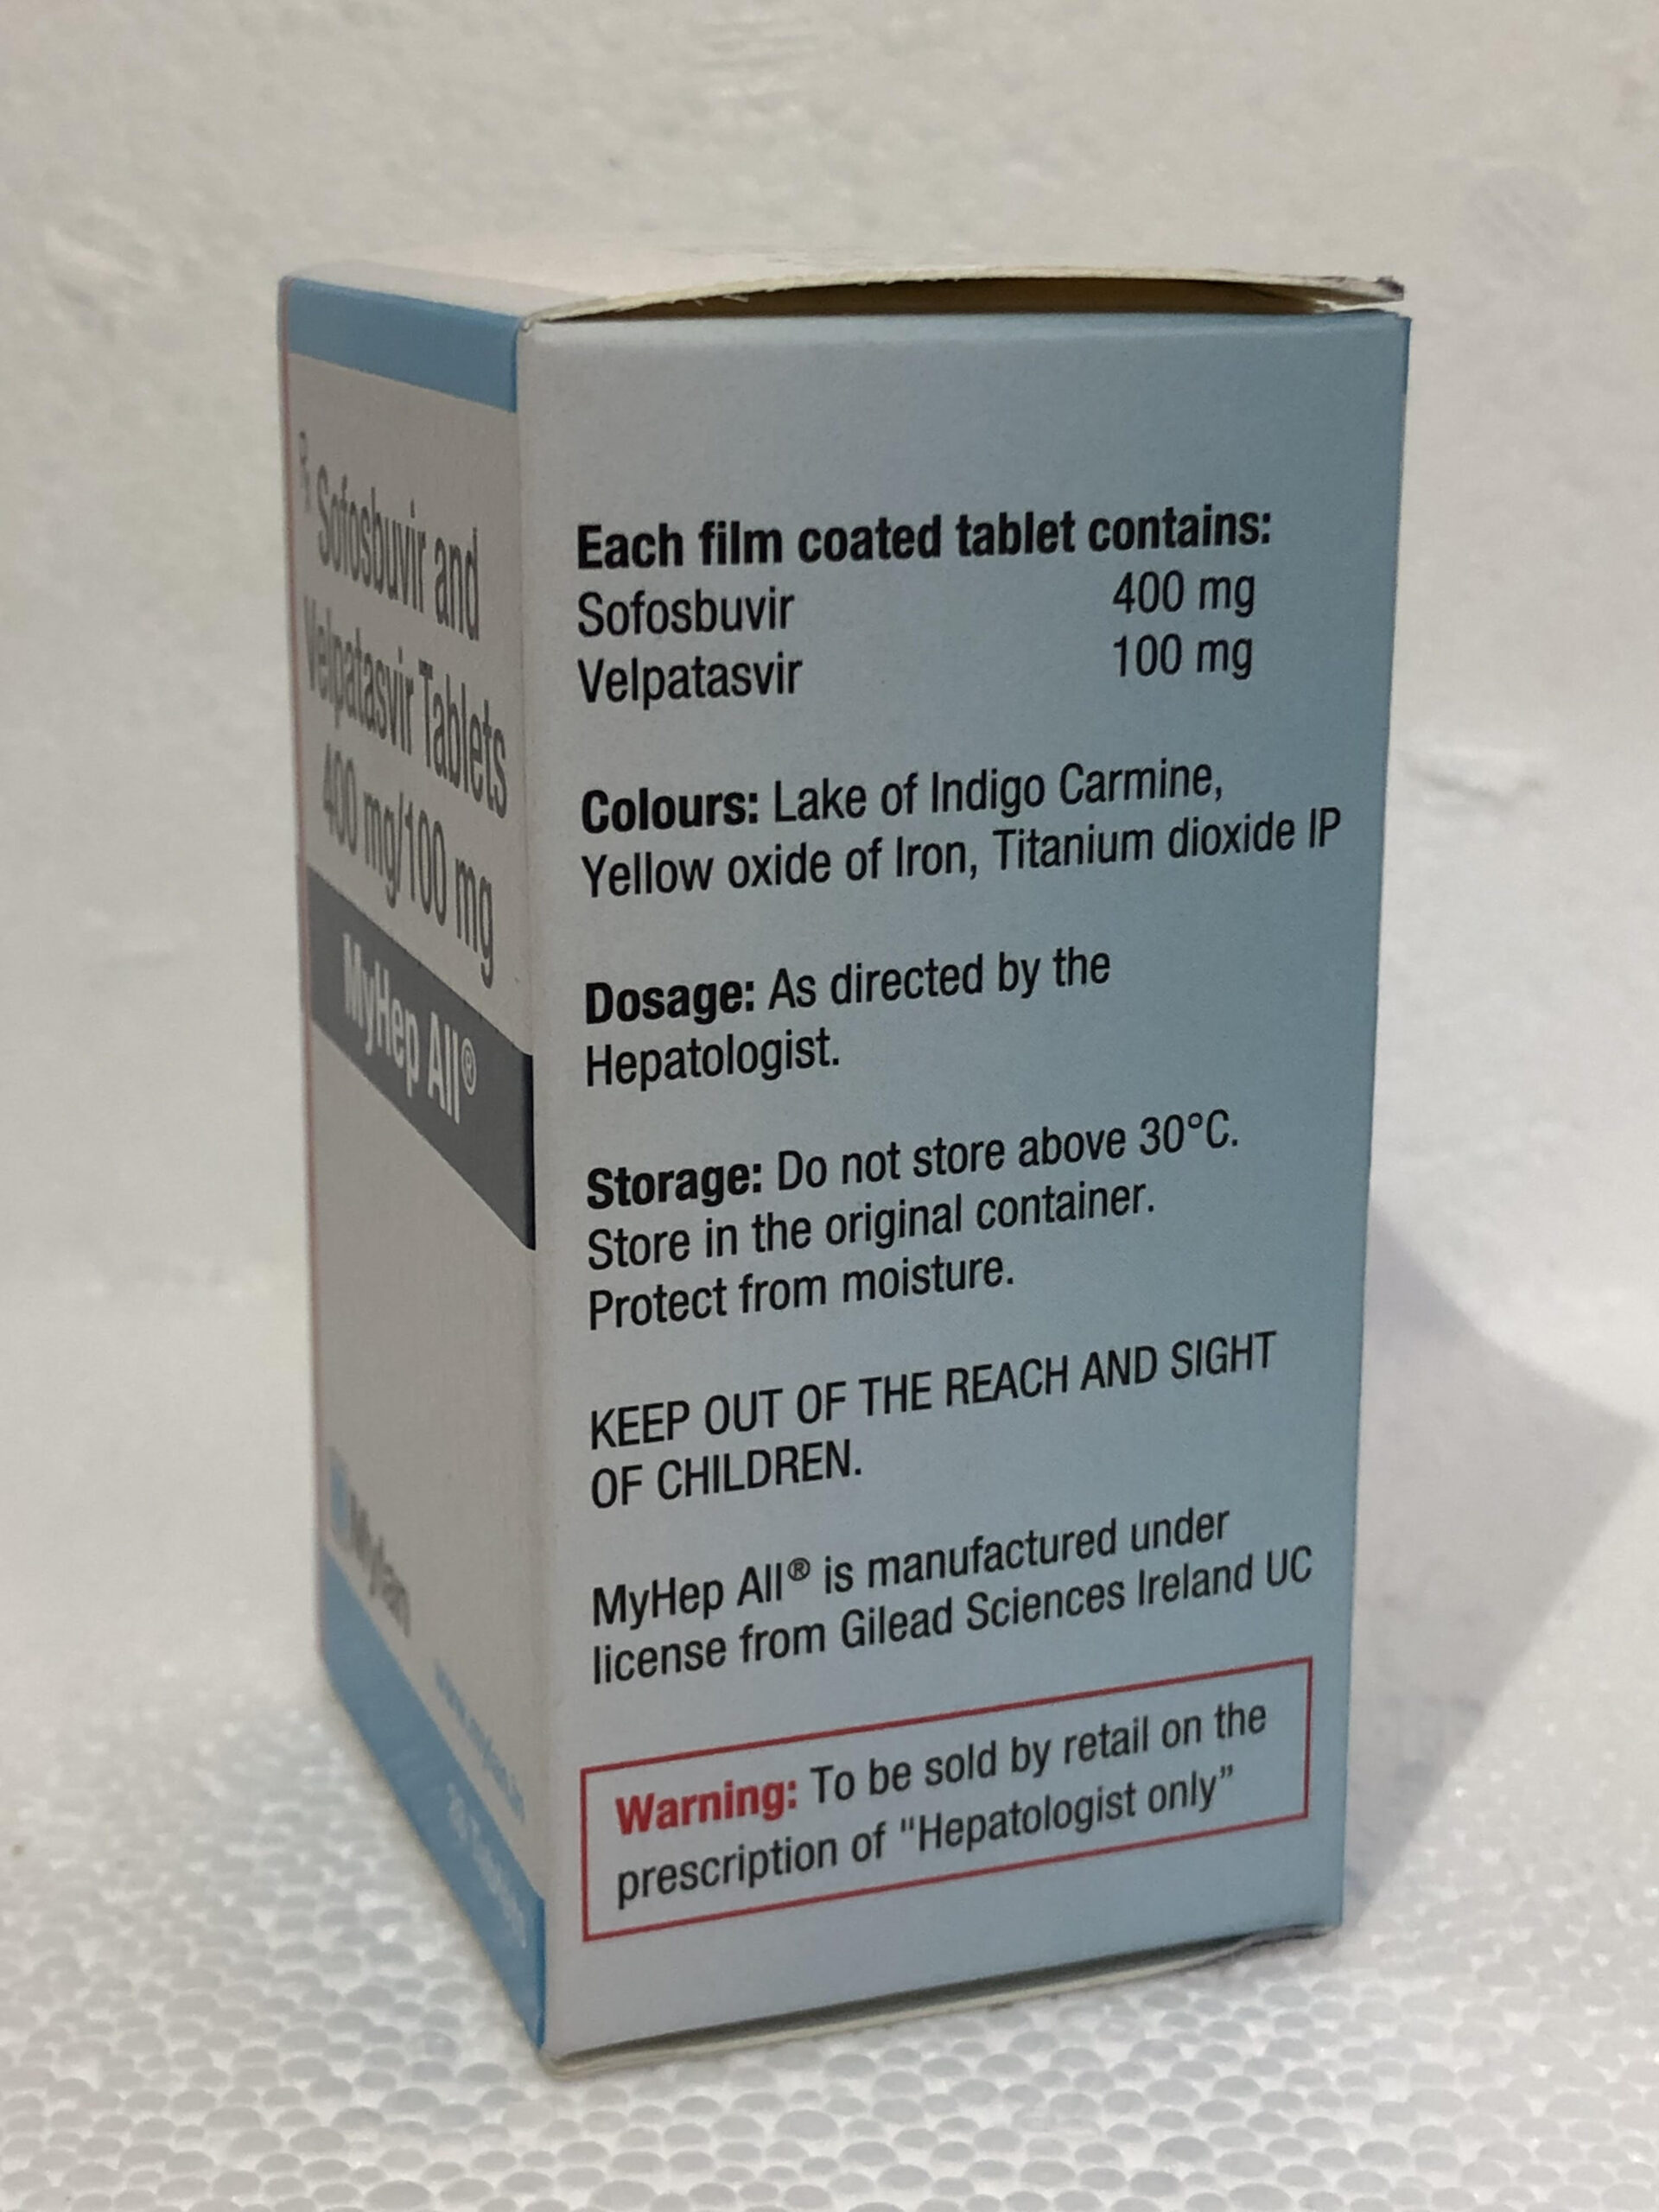 ℞
Sofosbuvir and
Velpatasvir Tablets
400 mg/100 mg
MyHep All®
Mylan
28 Tablets
Each film coated tablet contains:
Sofosbuvir 400 mg
Velpatasvir 100 mg
Colours: Lake of Indigo Carmine,
Yellow oxide of Iron, Titanium dioxide IP
Dosage: As directed by the
Hepatologist.
Storage: Do not store above 30°C.
Store in the original container.
Protect from moisture.
KEEP OUT OF THE REACH AND SIGHT
OF CHILDREN.
MyHep All® is manufactured under
license from Gilead Sciences Ireland UC
Warning: To be sold by retail on the
prescription of "Hepatologist only”